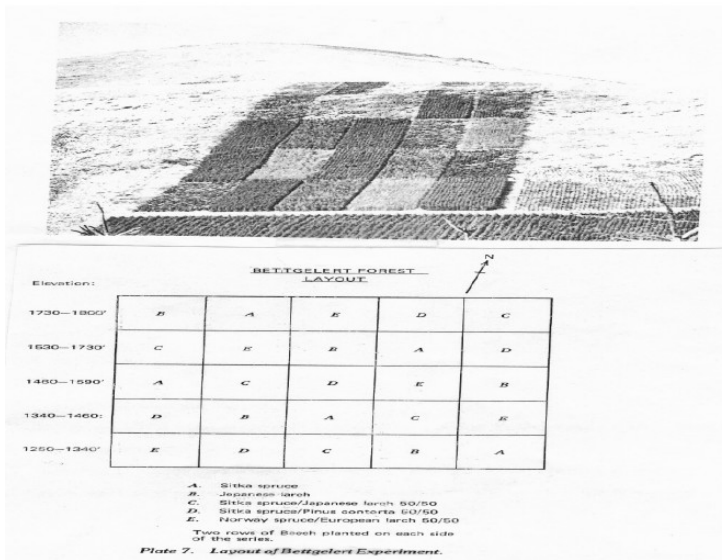 BETTGELERT FOREST
LAYOUT
N
Elevation:
1730—1800' B A E D C
1530—1730' C E B A D
1460—1590' A C D E B
1340—1460: D B A C E
1250—1340' E D C B A
A. Sitka spruce
B. Japanese larch
C. Sitka spruce/Japanese larch 50/50
D. Sitka spruce/Pinus contorta 50/50
E. Norway spruce/European larch 50/50
Two rows of Beech planted on each side
of the series.
Plate 7. Layout of Bettgelert Experiment.